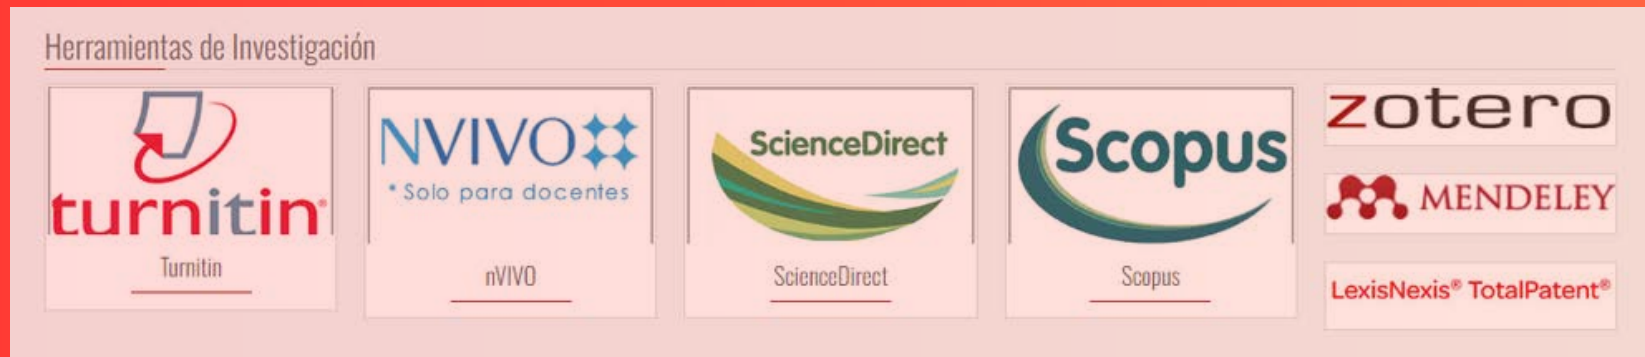 Herramientas de Investigación
turnitin®
Turnitin
NVIVO
* Solo para docentes
nVIVO
ScienceDirect
ScienceDirect
Scopus
Scopus
zotero
MENDELEY
LexisNexis® TotalPatent®